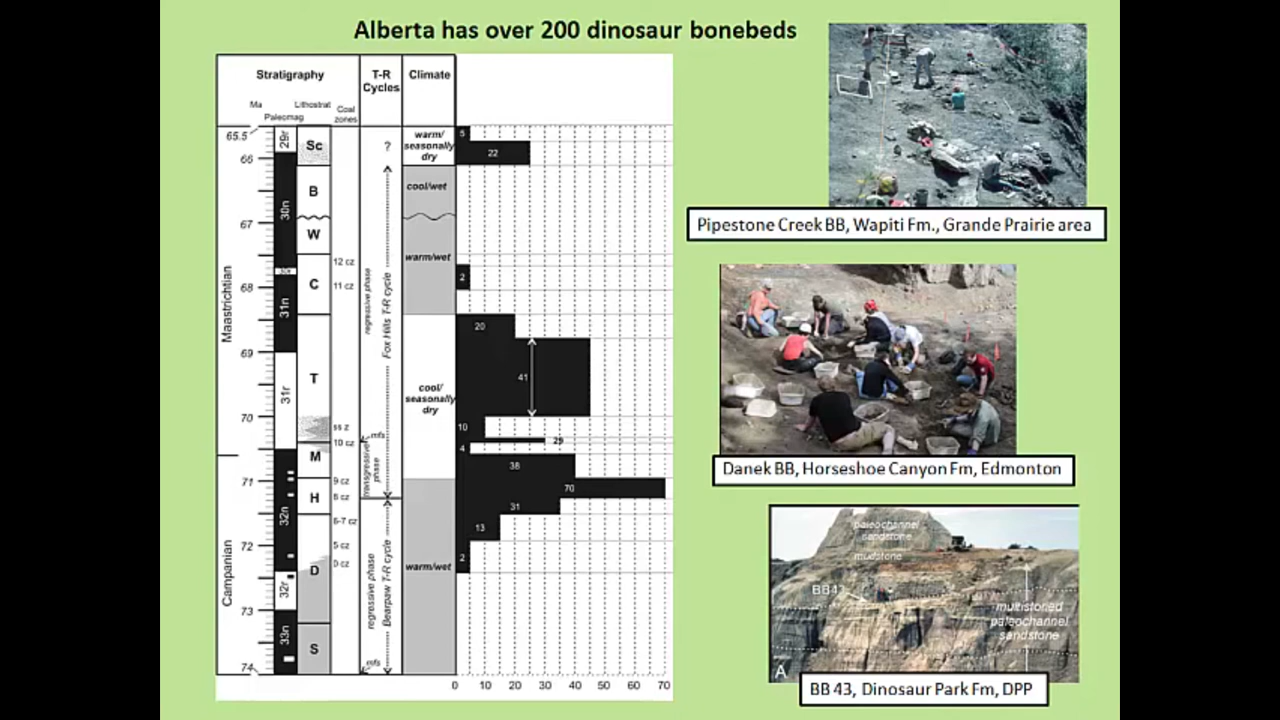 Alberta has over 200 dinosaur bonebeds
Stratigraphy
T-R
Cycles
Climate
Ma
Paleomag
Lithostrat
Coal
zones
65.5
66
67
68
69
70
71
72
73
74
Maastrichtian
Campanian
29r
30n
31n
31r
32n
32r
33n
Sc
B
W
C
T
M
H
D
S
12 cz
11 cz
10 cz
9 cz
8 cz
6-7 cz
5 cz
0 cz
?
regressive phase
Fox Hills T-R cycle
mfs
transgressive
phase
regressive phase
Bearpaw T-R cycle
mfs
warm/
seasonally
dry
cool/wet
warm/wet
cool/
seasonally
dry
warm/wet
5
22
2
20
41
10
29
4
38
70
31
13
2
0 10 20 30 40 50 60 70
Pipestone Creek BB, Wapiti Fm., Grande Prairie area
Danek BB, Horseshoe Canyon Fm, Edmonton
paleochannel
sandstone
mudstone
BB43
multistoried
paleochannel
sandstone
A
BB 43, Dinosaur Park Fm, DPP